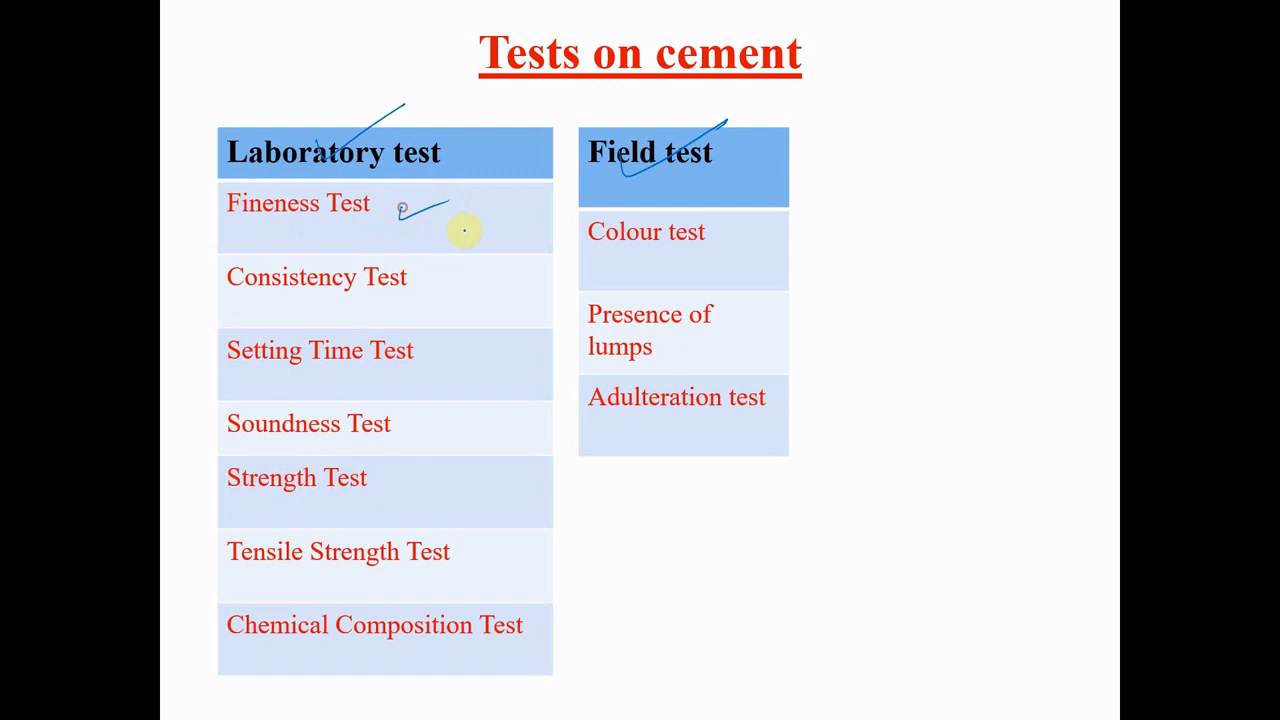 Tests on cement
Laboratory test
Fineness Test
Consistency Test
Setting Time Test
Soundness Test
Strength Test
Tensile Strength Test
Chemical Composition Test
Field test
Colour test
Presence of
lumps
Adulteration test